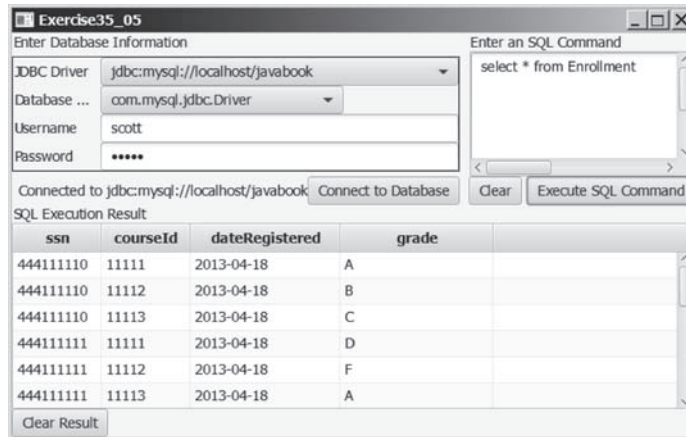 Exercise35_05
Enter Database Information
JDBC Driver jdbc:mysql://localhost/javabook
Database ... com.mysql.jdbc.Driver
Username scott
Password •••••
Connected to jdbc:mysql://localhost/javabook Connect to Database
Enter an SQL Command
select * from Enrollment
Clear Execute SQL Command
SQL Execution Result
ssn courseId dateRegistered grade
444111110 11111 2013-04-18 A
444111110 11112 2013-04-18 B
444111110 11113 2013-04-18 C
444111111 11111 2013-04-18 D
444111111 11112 2013-04-18 F
444111111 11113 2013-04-18 A
Clear Result